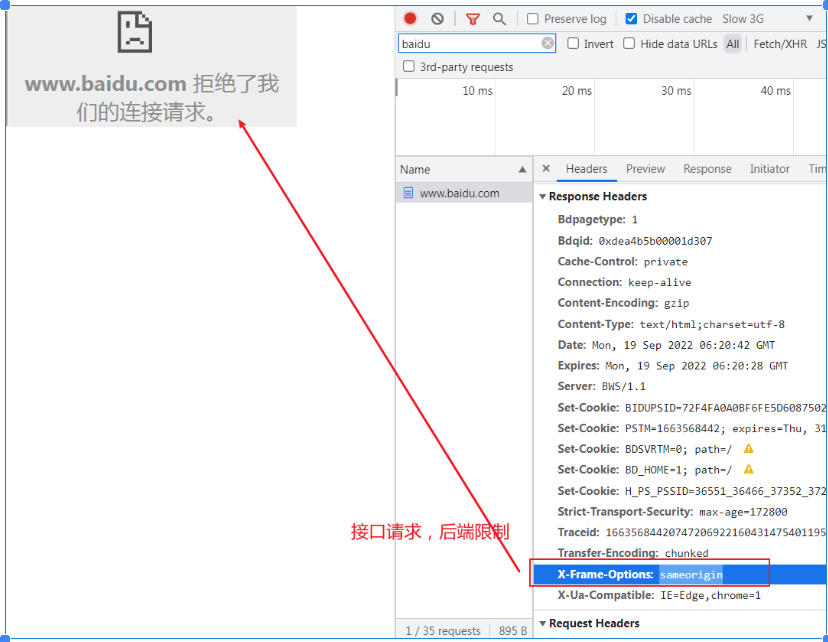 www.baidu.com 拒绝了我
们的连接请求。
Preserve log
Disable cache
Slow 3G
baidu
Invert
Hide data URLs
All
Fetch/XHR
JS
3rd-party requests
10 ms
20 ms
30 ms
40 ms
Name
Headers
Preview
Response
Initiator
Tim
www.baidu.com
Response Headers
Bdpagetype: 1
Bdqid: 0xdea4b5b00001d307
Cache-Control: private
Connection: keep-alive
Content-Encoding: gzip
Content-Type: text/html;charset=utf-8
Date: Mon, 19 Sep 2022 06:20:42 GMT
Expires: Mon, 19 Sep 2022 06:20:28 GMT
Server: BWS/1.1
Set-Cookie: BIDUPSID=72F4FA0A0BF6FE5D6087502
Set-Cookie: PSTM=1663568442; expires=Thu, 31
Set-Cookie: BDSVRTM=0; path=/
Set-Cookie: BD_HOME=1; path=/
Set-Cookie: H_PS_PSSID=36551_36466_37352_372
Strict-Transport-Security: max-age=172800
Traceid: 16635684420747206922160431475401195
Transfer-Encoding: chunked
X-Frame-Options: sameorigin
X-Ua-Compatible: IE=Edge,chrome=1
Request Headers
接口请求，后端限制
1 / 35 requests
895 B